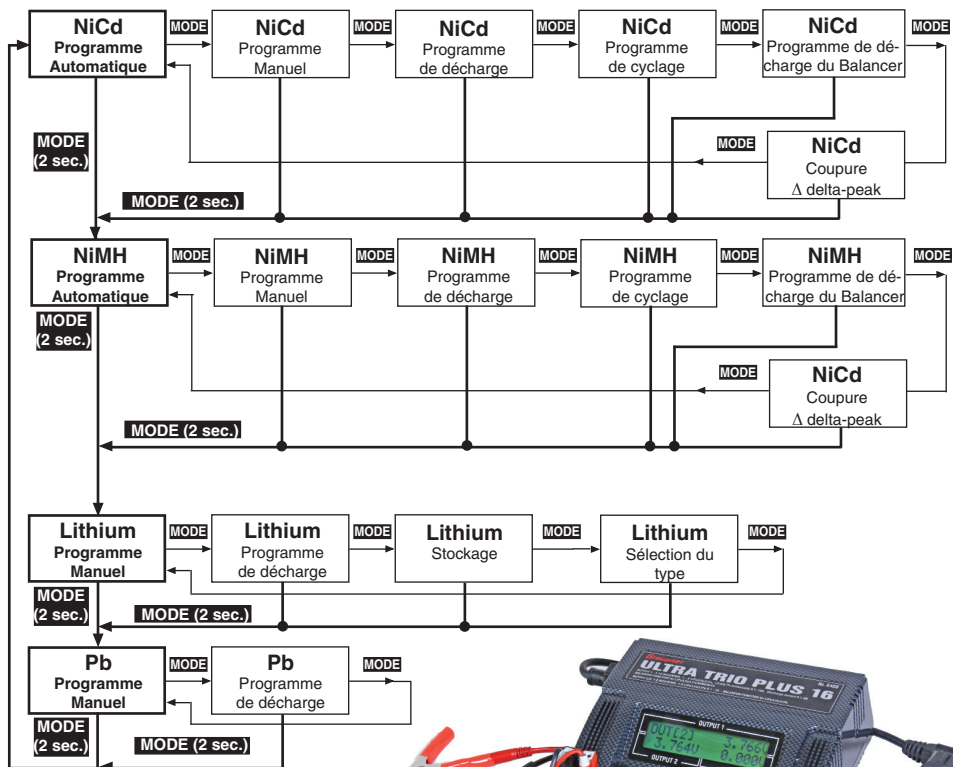 NiCd
Programme
Automatique
MODE
NiCd
Programme
Manuel
MODE
NiCd
Programme
de décharge
MODE
NiCd
Programme
de cyclage
MODE
NiCd
Programme de dé-
charge du Balancer
MODE
MODE
(2 sec.)
MODE
NiCd
Coupure
Δ delta-peak
MODE (2 sec.)
NiMH
Programme
Automatique
MODE
NiMH
Programme
Manuel
MODE
NiMH
Programme
de décharge
MODE
NiMH
Programme
de cyclage
MODE
NiMH
Programme de dé-
charge du Balancer
MODE
MODE
(2 sec.)
MODE
NiCd
Coupure
Δ delta-peak
MODE (2 sec.)
Lithium
Programme
Manuel
MODE
Lithium
Programme
de décharge
MODE
Lithium
Stockage
MODE
Lithium
Sélection du
type
MODE
MODE
(2 sec.)
MODE (2 sec.)
Pb
Programme
Manuel
MODE
Pb
Programme
de décharge
MODE
MODE
(2 sec.)
MODE (2 sec.)
Graupner
ULTRA TRIO PLUS 16
OUTPUT 1
OUT[2] 3.766V
3.764V 0.000V
OUTPUT 2